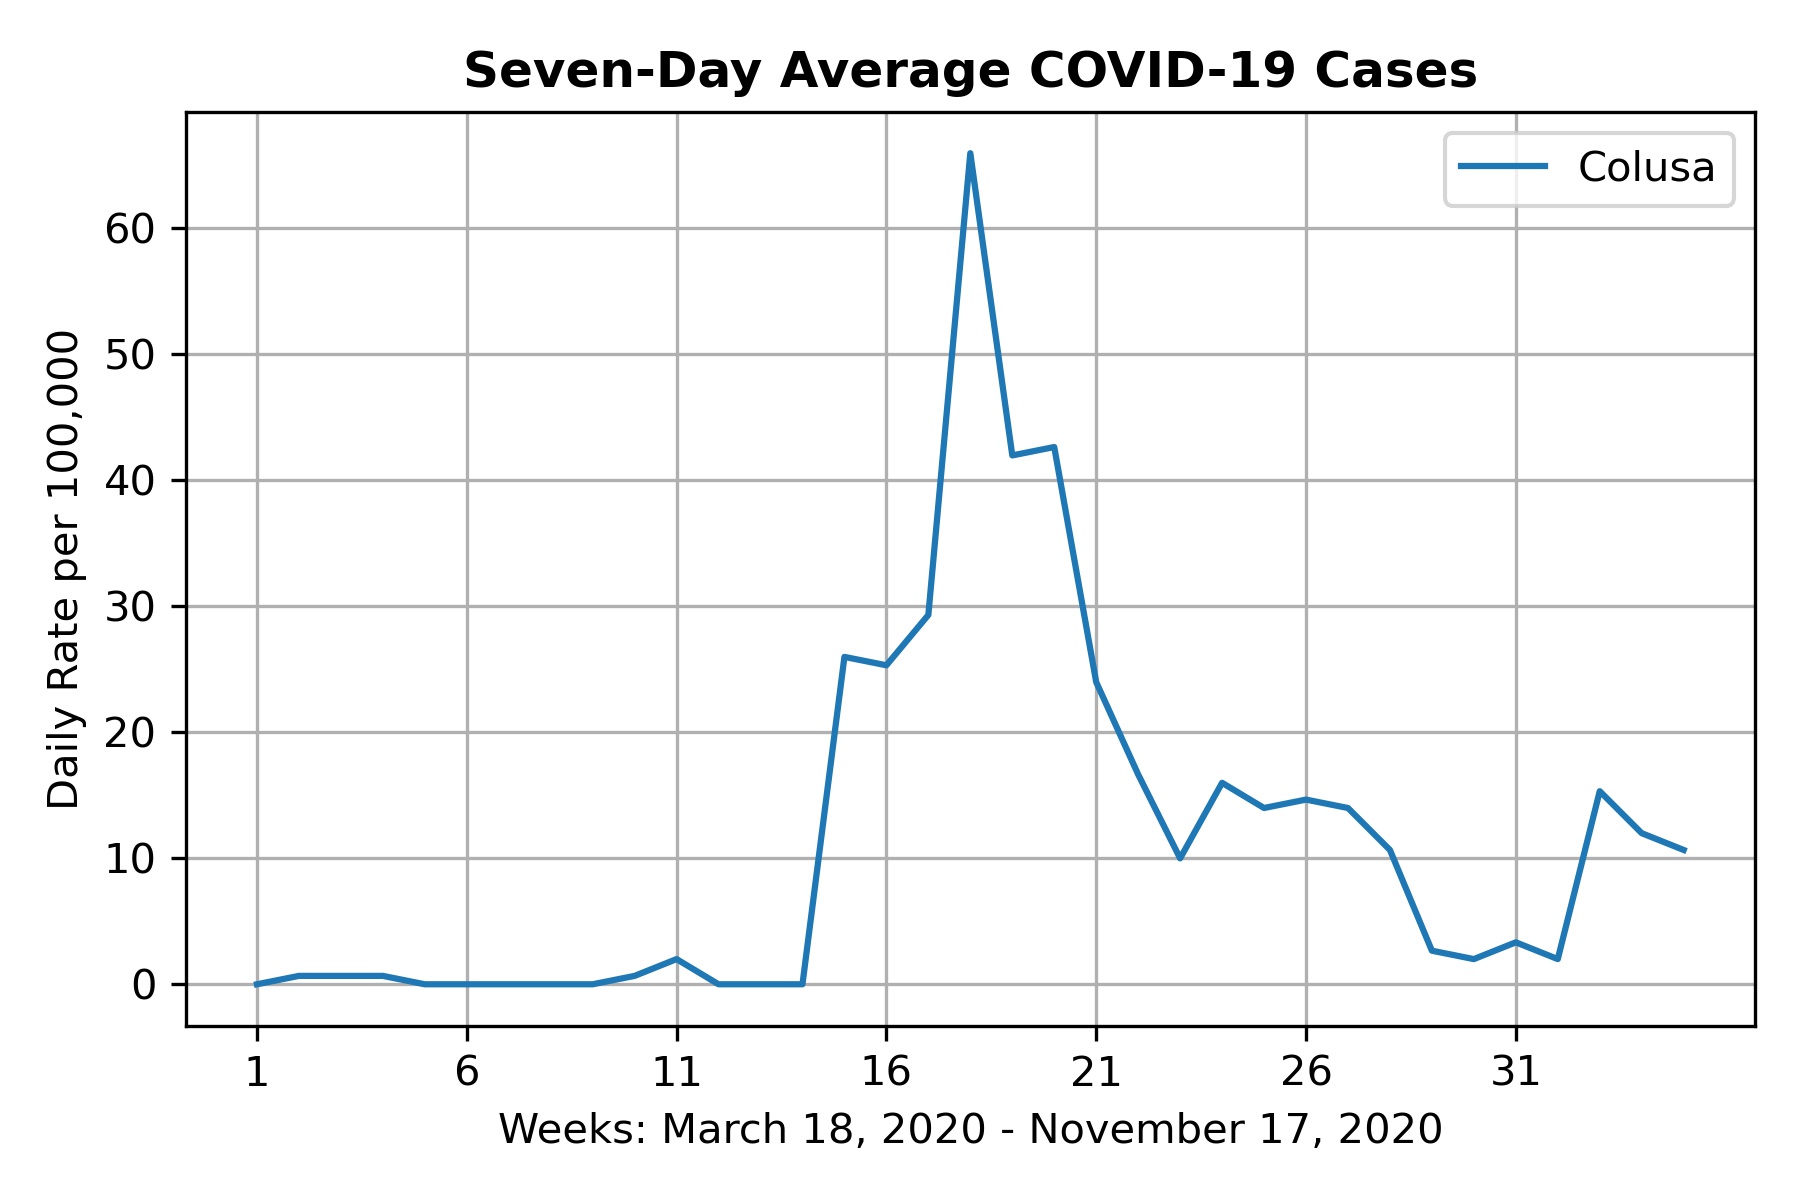 Seven-Day Average COVID-19 Cases
Colusa
Daily Rate per 100,000
60
50
40
30
20
10
0
1 6 11 16 21 26 31
Weeks: March 18, 2020 - November 17, 2020